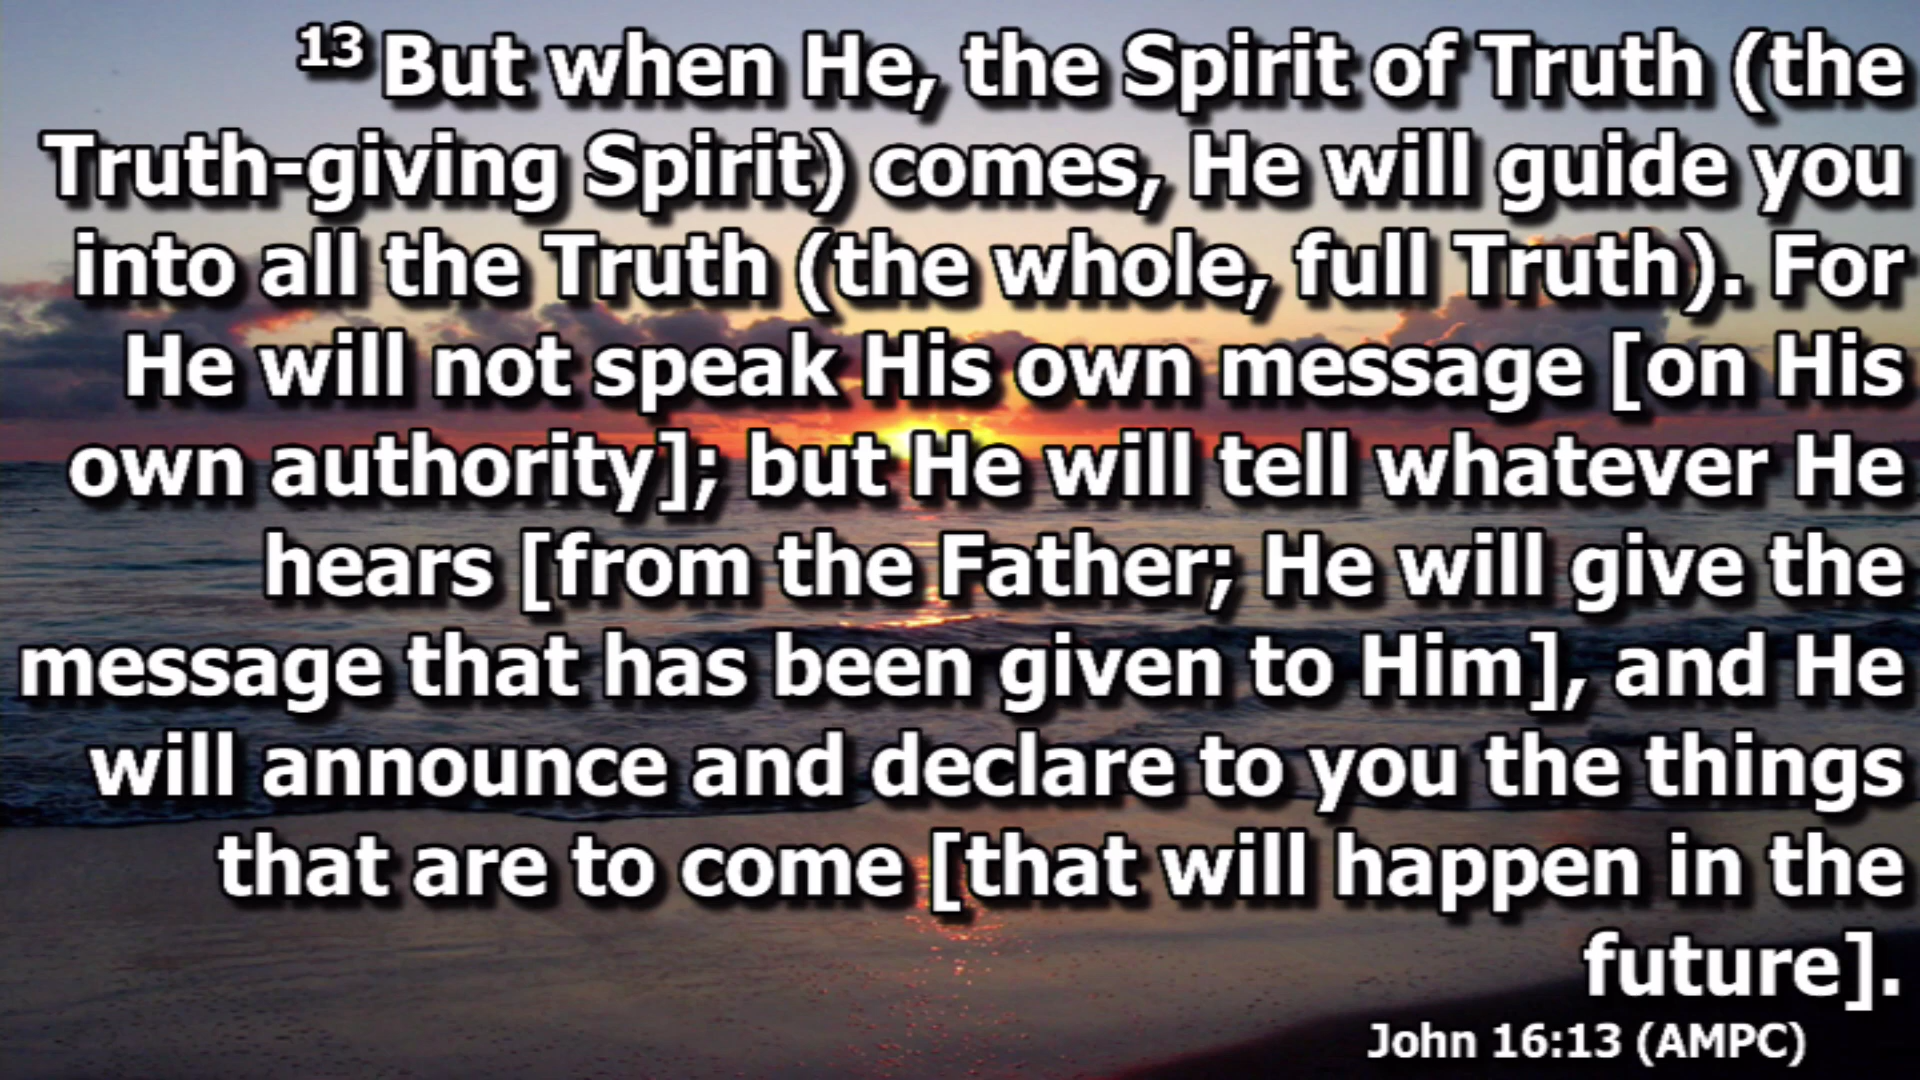 13 But when He, the Spirit of Truth (the
Truth-giving Spirit) comes, He will guide you
into all the Truth (the whole, full Truth). For
He will not speak His own message [on His
own authority]; but He will tell whatever He
hears [from the Father; He will give the
message that has been given to Him], and He
will announce and declare to you the things
that are to come [that will happen in the
future].
John 16:13 (AMPC)